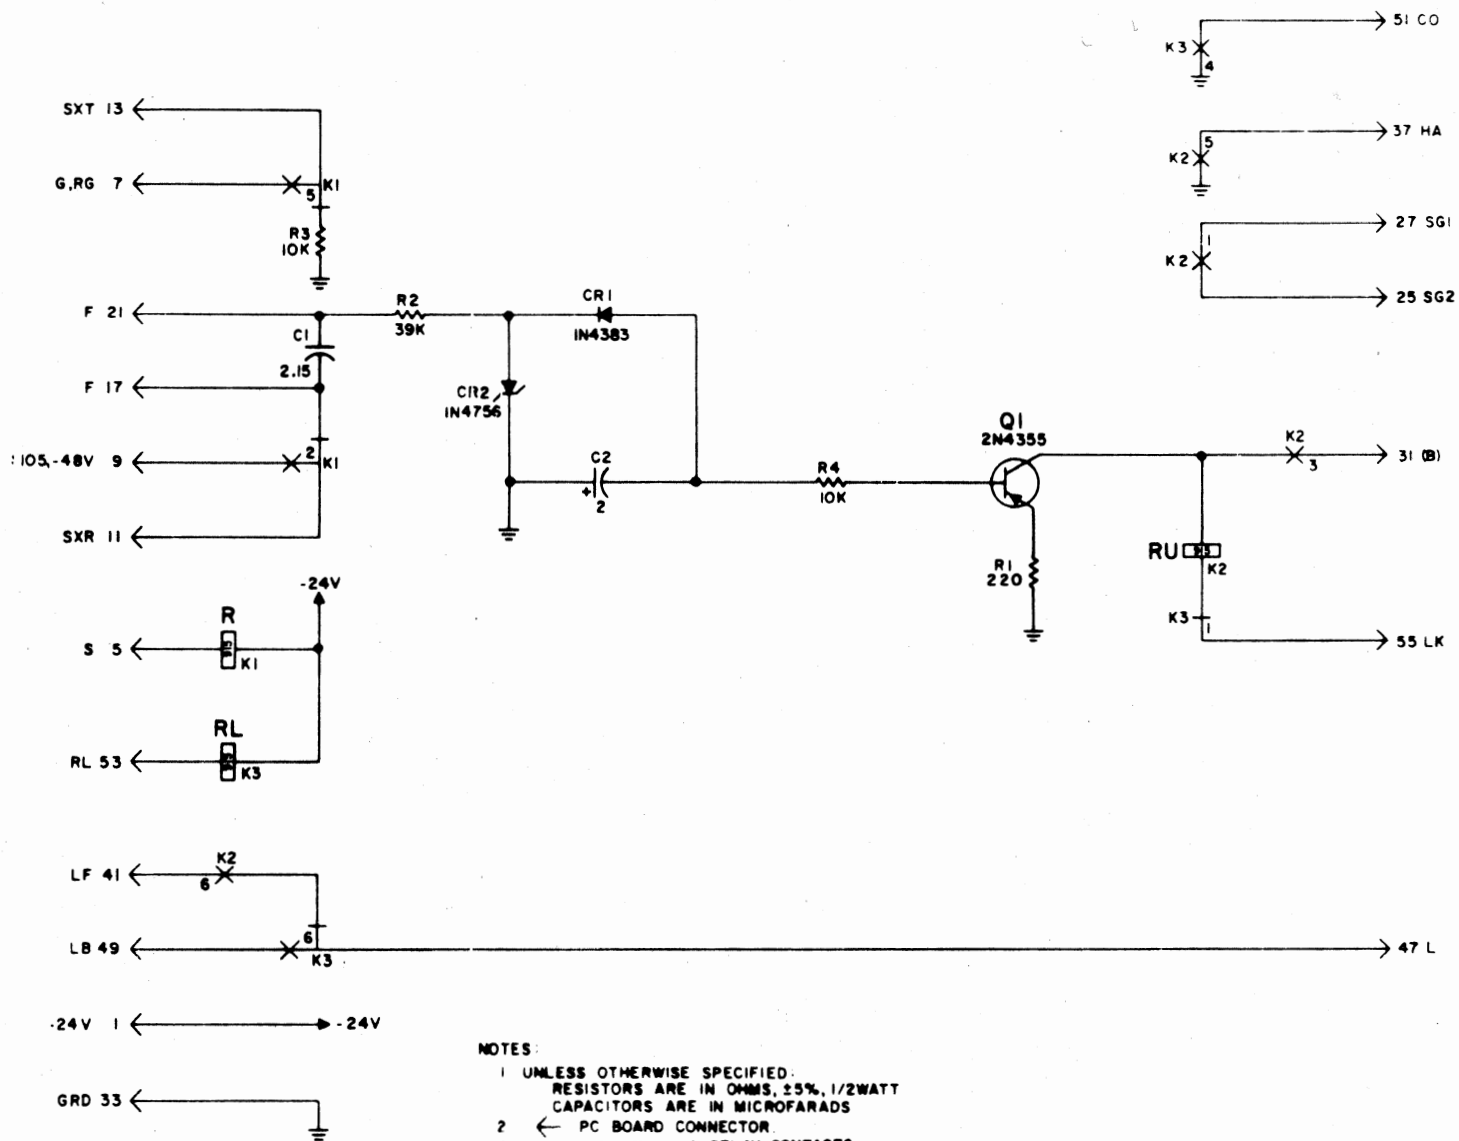 51 CO
K3
4
SXT 13
37 HA
5
K2
G,RG 7
K1
5
27 SG1
1
R3
10K
K2
25 SG2
F 21
R2
39K
CR1
1N4383
C1
2.15
F 17
CR2
1N4756
Q1
2N4355
105,-48V 9
2
K1
C2
+
2
R4
10K
K2
3
31 (B)
SXR 11
RU
K2
R1
220
-24V
K3
1
55 LK
R
S 5
K1
RL
RL 53
K3
K2
LF 41
6
LB 49
6
K3
47 L
-24V 1
-24V
NOTES:
1 UNLESS OTHERWISE SPECIFIED:
RESISTORS ARE IN OHMS, ±5%, 1/2WATT
CAPACITORS ARE IN MICROFARADS
GRD 33
2 PC BOARD CONNECTOR.